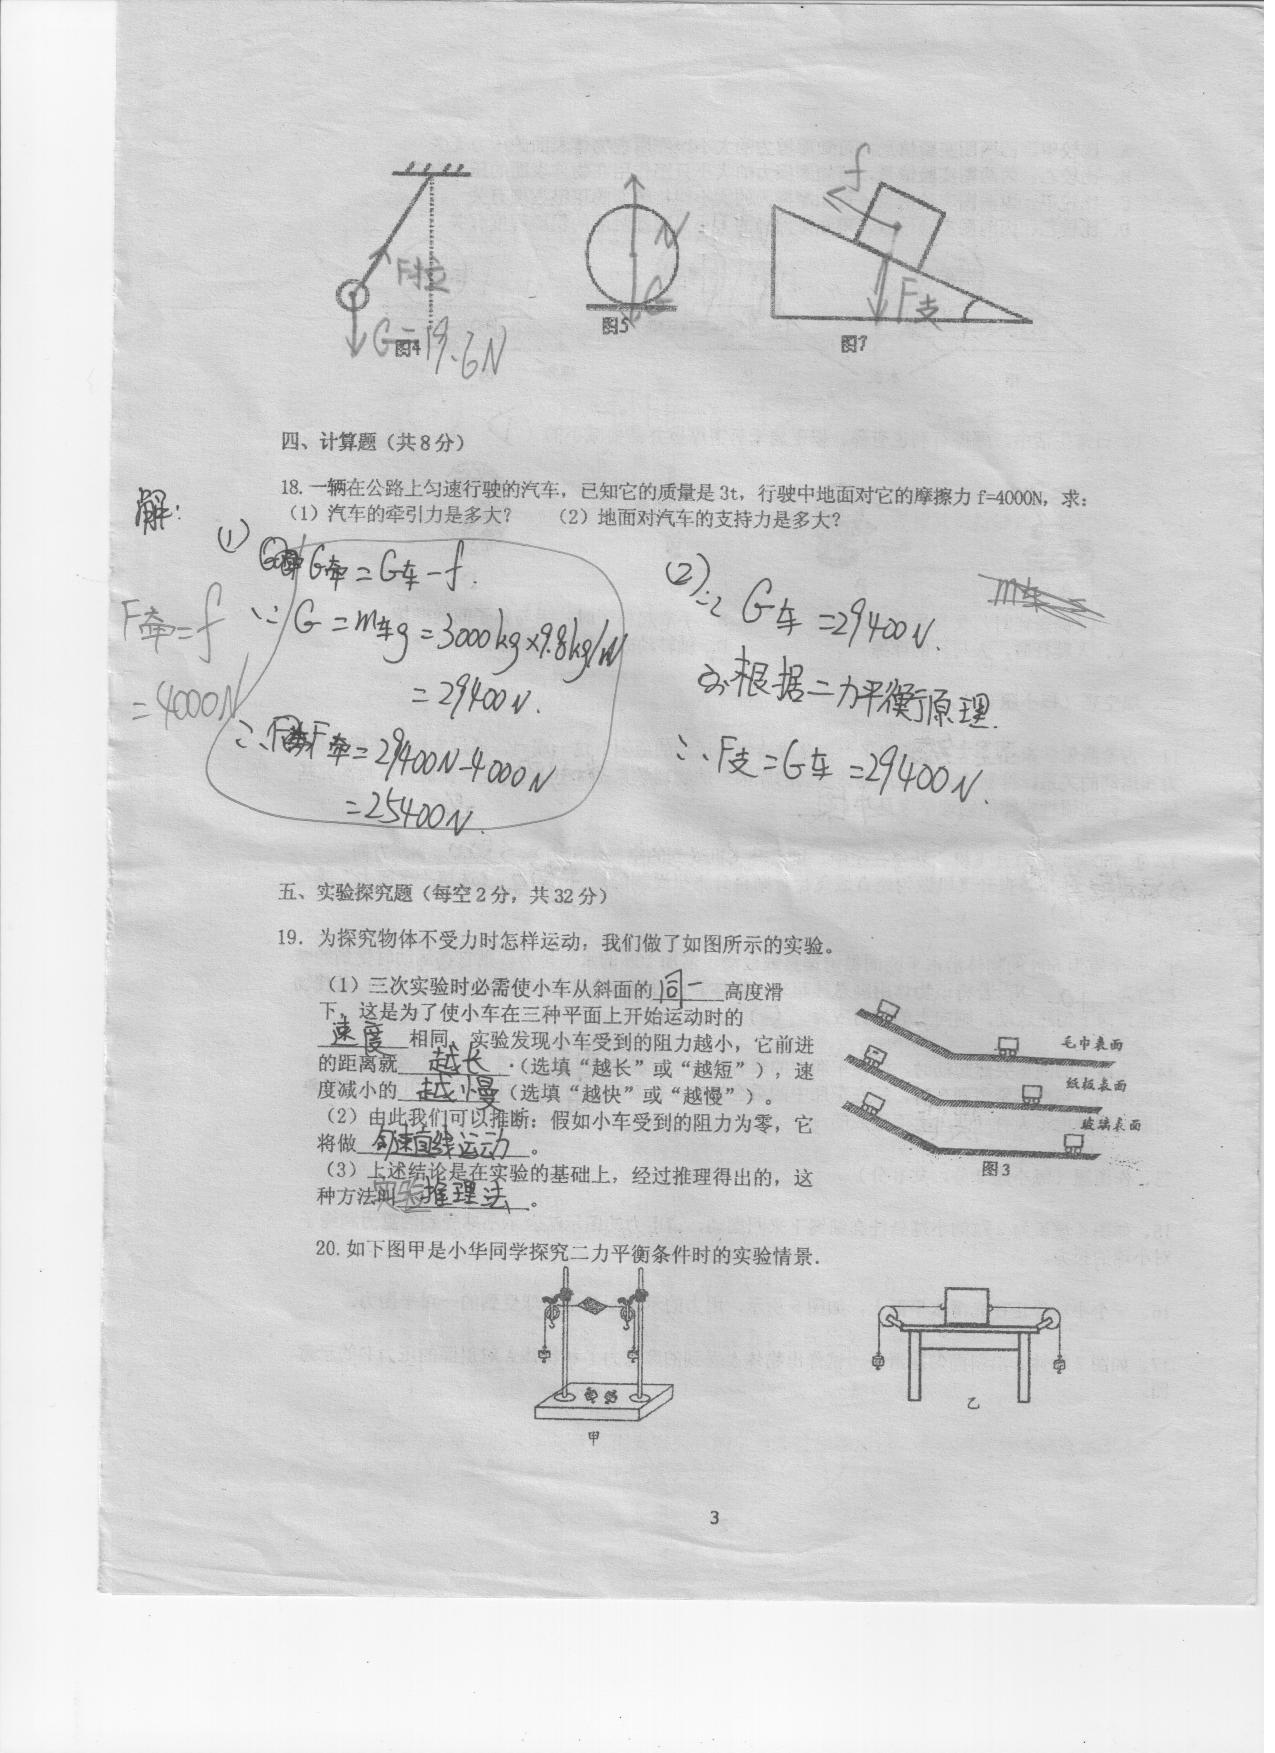 F拉
G=19.6N
图4
N
G
图5
f
F支
图7
四、计算题（共8分）
18. 一辆在公路上匀速行驶的汽车，已知它的质量是 3t，行驶中地面对它的摩擦力 f=4000N，求：
（1）汽车的牵引力是多大？ （2）地面对汽车的支持力是多大？
解：
(1)
G牵=G车-f.
∵G=m车g=3000kg×9.8kg/N
=29400N.
∴F牵=29400N-4000N
=25400N.
F牵=f
=4000N
(2)∵G车=29400N.
m车
根据二力平衡原理.
∴F支=G车=29400N.
五、实验探究题（每空 2 分，共 32 分）
19. 为探究物体不受力时怎样运动，我们做了如图所示的实验。
（1）三次实验时必需使小车从斜面的同一高度滑
下，这是为了使小车在三种平面上开始运动时的
速度相同、实验发现小车受到的阻力越小，它前进
的距离就越长·(选填“越长”或“越短”)，速
度减小的越慢(选填“越快”或“越慢”)。
（2）由此我们可以推断：假如小车受到的阻力为零，它
将做匀速直线运动。
（3）上述结论是在实验的基础上，经过推理得出的，这
种方法叫实验推理法。
毛巾表面
纸板表面
玻璃表面
图3
20. 如下图甲是小华同学探究二力平衡条件时的实验情景.
甲
乙
3